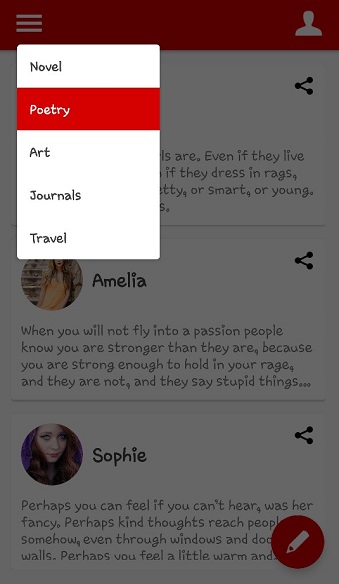 Novel
Poetry
Art
Journals
Travel
rls are. Even if they live
if they dress in rags,
etty, or smart, or young.
s.
Amelia
When you will not fly into a passion people
know you are stronger than they are, because
you are strong enough to hold in your rage,
and they are not, and they say stupid things...
Sophie
Perhaps you can feel if you can't hear, was her
fancy. Perhaps kind thoughts reach people
somehow, even through windows and doo
walls. Perhaps you feel a little warm and